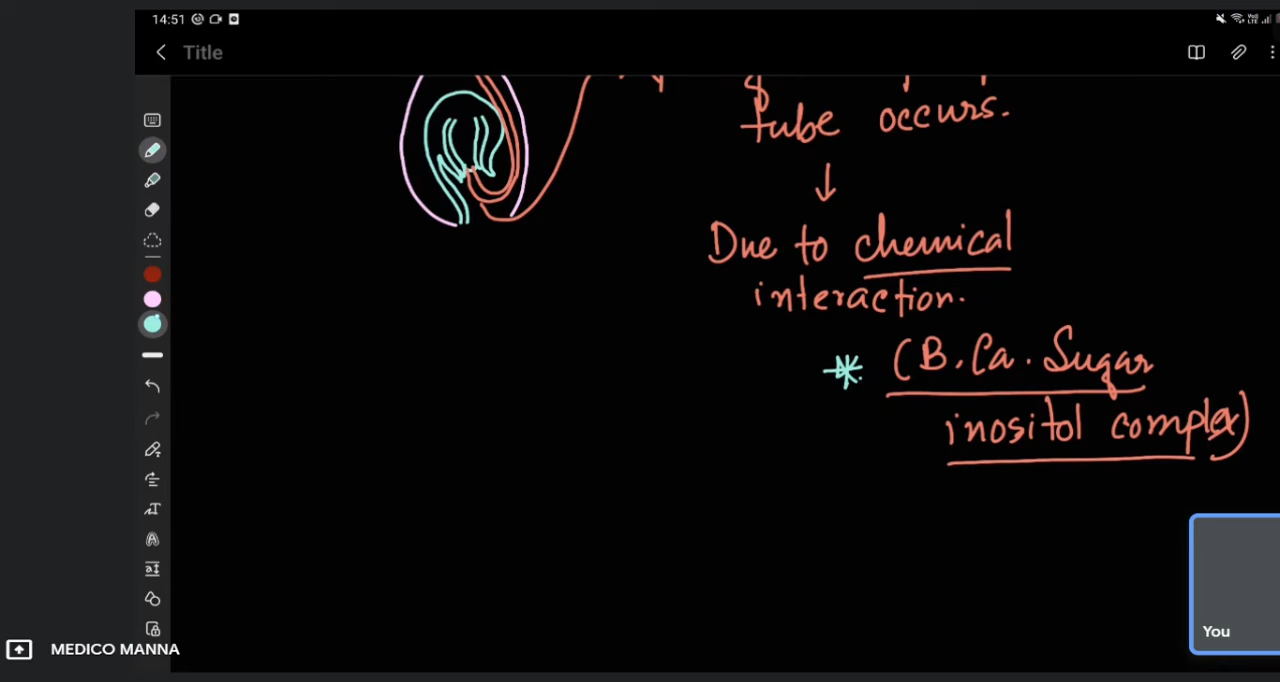 14:51
Title
tube occurs.
↓
Due to chemical
interaction.
* (B. Ca. Sugar
inositol complex)
You
MEDICO MANNA